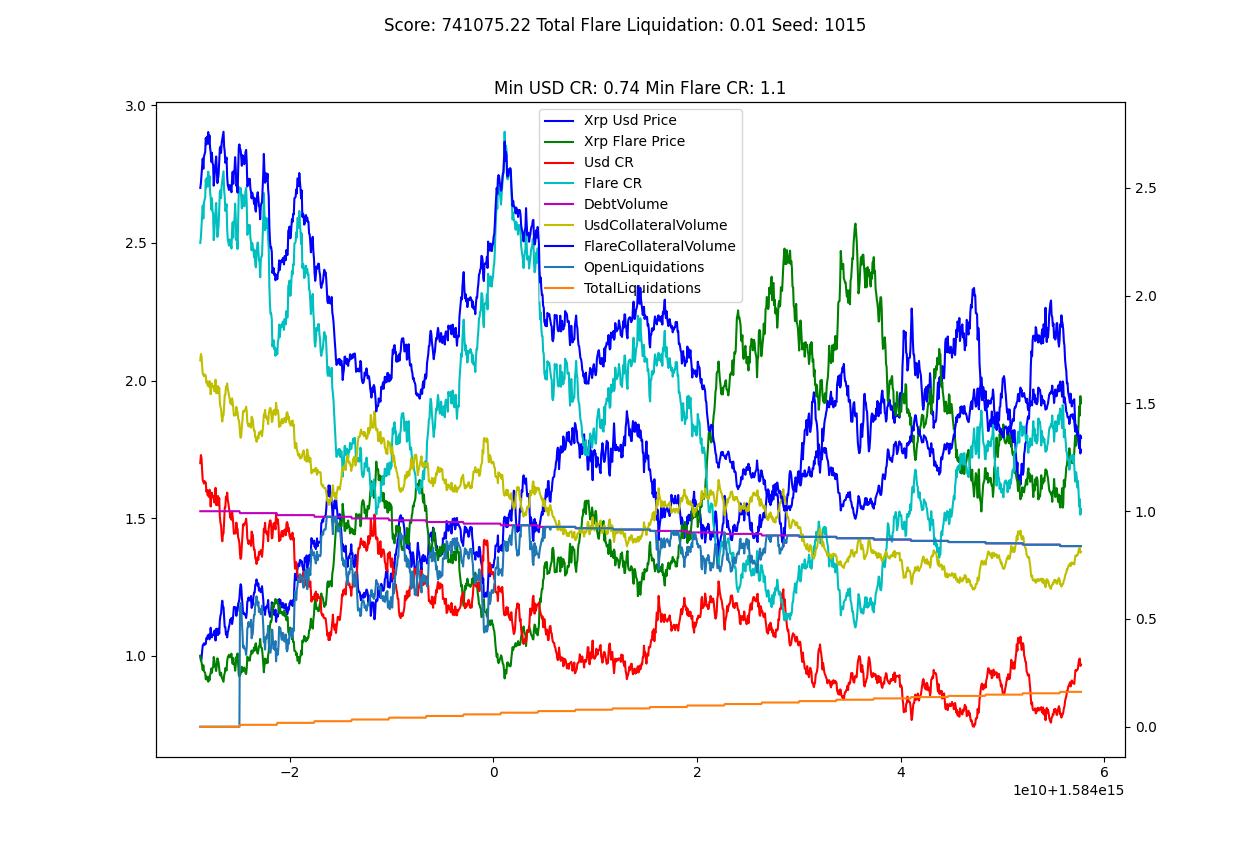 Score: 741075.22 Total Flare Liquidation: 0.01 Seed: 1015
Min USD CR: 0.74 Min Flare CR: 1.1
3.0
2.5
2.0
1.5
1.0
Xrp Usd Price
Xrp Flare Price
Usd CR
Flare CR
DebtVolume
UsdCollateralVolume
FlareCollateralVolume
OpenLiquidations
TotalLiquidations
2.5
2.0
1.5
1.0
0.5
0.0
−2 0 2 4 6
1e10+1.584e15